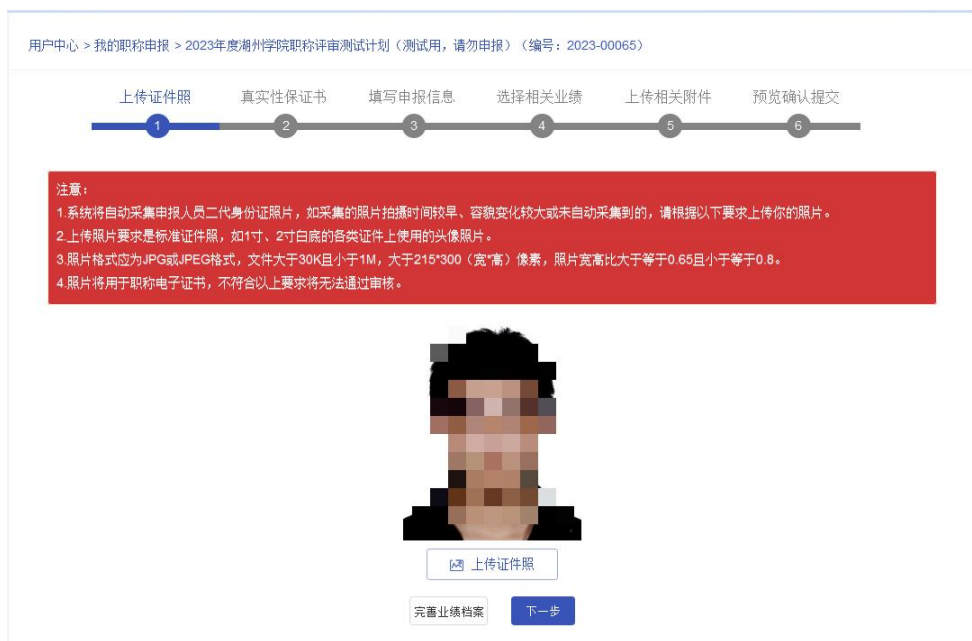 用户中心 > 我的职称申报 > 2023年度湖州学院职称评审测试计划（测试用，请勿申报）（编号：2023-00065）
上传证件照 真实性保证书 填写申报信息 选择相关业绩 上传相关附件 预览确认提交
1 2 3 4 5 6
注意：
1.系统将自动采集申报人员二代身份证照片，如采集的照片拍摄时间较早、容貌变化较大或未自动采集到的，请根据以下要求上传你的照片。
2.上传照片要求是标准证件照，如1寸、2寸白底的各类证件上使用的头像照片。
3.照片格式应为JPG或JPEG格式，文件大于30K且小于1M，大于215*300（宽*高）像素，照片宽高比大于等于0.65且小于等于0.8。
4.照片将用于职称电子证书，不符合以上要求将无法通过审核。
上传证件照
完善业绩档案 下一步